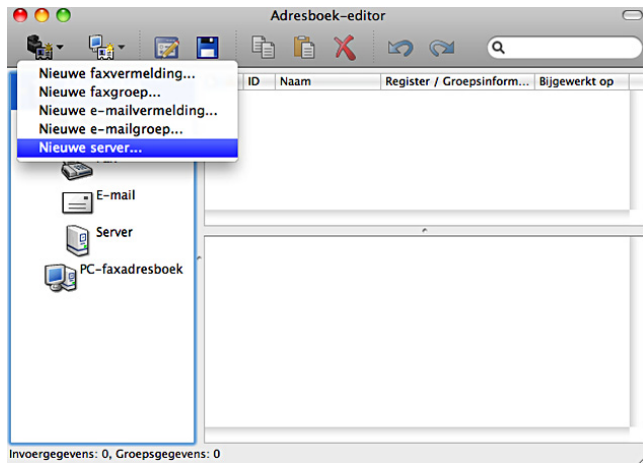 Adresboek-editor
Nieuwe faxvermelding...
Nieuwe faxgroep...
Nieuwe e-mailvermelding...
Nieuwe e-mailgroep...
Nieuwe server...
ID Naam Register / Groepsinform... Bijgewerkt op
E-mail
Server
PC-faxadresboek
Invoergegevens: 0, Groepsgegevens: 0